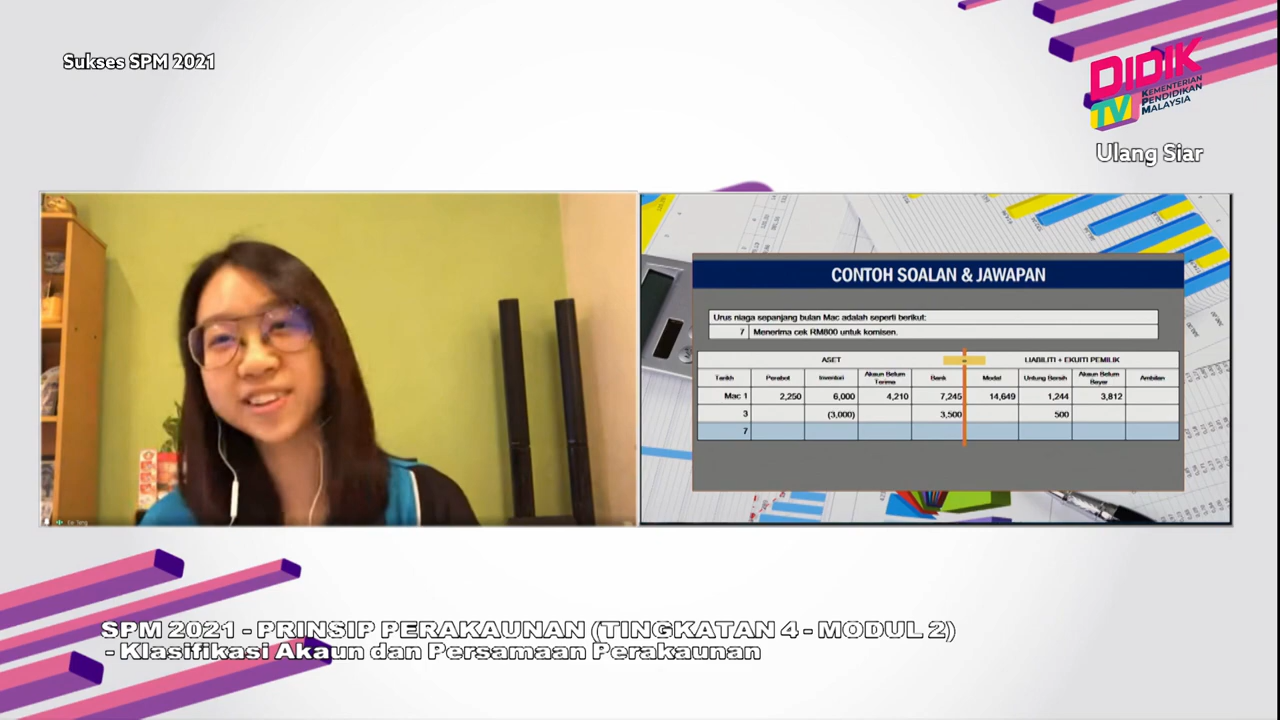 Sukses SPM 2021
DIDIK
TV
KEMENTERIAN
PENDIDIKAN
MALAYSIA
Ulang Siar
CONTOH SOALAN & JAWAPAN
Urus niaga sepanjang bulan Mac adalah seperti berikut:
7 Menerima cek RM800 untuk komisen.
ASET = LIABILITI + EKUITI PEMILIK
Tarikh Perabot Inventori Akaun Belum Terima Bank Modal Untung Bersih Akaun Belum Bayar Ambilan
Mac 1 2,250 6,000 4,210 7,245 14,649 1,244 3,812
3 (3,000) 3,500 500
7
SPM 2021 - PRINSIP PERAKAUNAN (TINGKATAN 4 - MODUL 2)
- Klasifikasi Akaun dan Persamaan Perakaunan